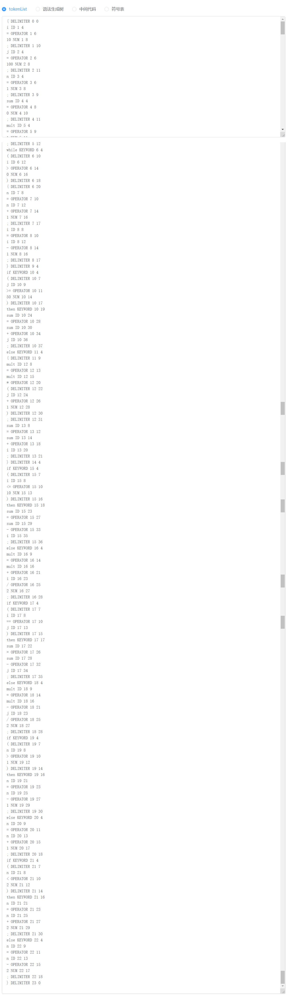 tokenList 语法生成树 中间代码 符号表
{ DELIMITER 0 0
i ID 1 4
= OPERATOR 1 6
10 NUM 1 8
; DELIMITER 1 10
j ID 2 4
= OPERATOR 2 6
100 NUM 2 8
; DELIMITER 2 11
n ID 3 4
= OPERATOR 3 6
1 NUM 3 8
; DELIMITER 3 9
sum ID 4 4
= OPERATOR 4 8
0 NUM 4 10
; DELIMITER 4 11
mult ID 5 4
= OPERATOR 5 9
1 NUM 5 11
; DELIMITER 5 12
while KEYWORD 6 4
( DELIMITER 6 10
i ID 6 12
> OPERATOR 6 14
0 NUM 6 16
) DELIMITER 6 18
{ DELIMITER 6 20
n ID 7 8
= OPERATOR 7 10
n ID 7 12
+ OPERATOR 7 14
1 NUM 7 16
; DELIMITER 7 17
i ID 8 8
= OPERATOR 8 10
i ID 8 12
- OPERATOR 8 14
1 NUM 8 16
; DELIMITER 8 17
} DELIMITER 9 4
if KEYWORD 10 4
( DELIMITER 10 7
j ID 10 9
>= OPERATOR 10 11
50 NUM 10 14
) DELIMITER 10 17
then KEYWORD 10 19
sum ID 10 24
= OPERATOR 10 28
sum ID 10 30
+ OPERATOR 10 34
j ID 10 36
; DELIMITER 10 37
else KEYWORD 11 4
{ DELIMITER 11 9
mult ID 12 8
= OPERATOR 12 13
mult ID 12 15
* OPERATOR 12 20
( DELIMITER 12 22
j ID 12 24
+ OPERATOR 12 26
1 NUM 12 28
) DELIMITER 12 30
; DELIMITER 12 31
sum ID 13 8
= OPERATOR 13 12
sum ID 13 14
+ OPERATOR 13 18
i ID 13 20
; DELIMITER 13 21
} DELIMITER 14 4
if KEYWORD 15 4
( DELIMITER 15 7
i ID 15 8
<= OPERATOR 15 10
10 NUM 15 13
) DELIMITER 15 16
then KEYWORD 15 18
sum ID 15 23
= OPERATOR 15 27
sum ID 15 29
- OPERATOR 15 33
i ID 15 35
; DELIMITER 15 36
else KEYWORD 16 4
mult ID 16 9
= OPERATOR 16 14
mult ID 16 16
+ OPERATOR 16 21
i ID 16 23
/ OPERATOR 16 25
2 NUM 16 27
; DELIMITER 16 28
if KEYWORD 17 4
( DELIMITER 17 7
i ID 17 8
== OPERATOR 17 10
j ID 17 13
) DELIMITER 17 15
then KEYWORD 17 17
sum ID 17 22
= OPERATOR 17 26
sum ID 17 28
- OPERATOR 17 32
j ID 17 34
; DELIMITER 17 35
else KEYWORD 18 4
mult ID 18 9
= OPERATOR 18 14
mult ID 18 16
- OPERATOR 18 21
j ID 18 23
/ OPERATOR 18 25
2 NUM 18 27
; DELIMITER 18 28
if KEYWORD 19 4
( DELIMITER 19 7
n ID 19 8
> OPERATOR 19 10
1 NUM 19 12
) DELIMITER 19 14
then KEYWORD 19 16
n ID 19 21
= OPERATOR 19 23
n ID 19 25
- OPERATOR 19 27
1 NUM 19 29
; DELIMITER 19 30
else KEYWORD 20 4
n ID 20 9
= OPERATOR 20 11
n ID 20 13
+ OPERATOR 20 15
1 NUM 20 17
; DELIMITER 20 18
if KEYWORD 21 4
( DELIMITER 21 7
n ID 21 8
< OPERATOR 21 10
2 NUM 21 12
) DELIMITER 21 14
then KEYWORD 21 16
n ID 21 21
= OPERATOR 21 23
n ID 21 25
+ OPERATOR 21 27
2 NUM 21 29
; DELIMITER 21 30
else KEYWORD 22 4
n ID 22 9
= OPERATOR 22 11
n ID 22 13
- OPERATOR 22 15
2 NUM 22 17
; DELIMITER 22 18
} DELIMITER 23 0